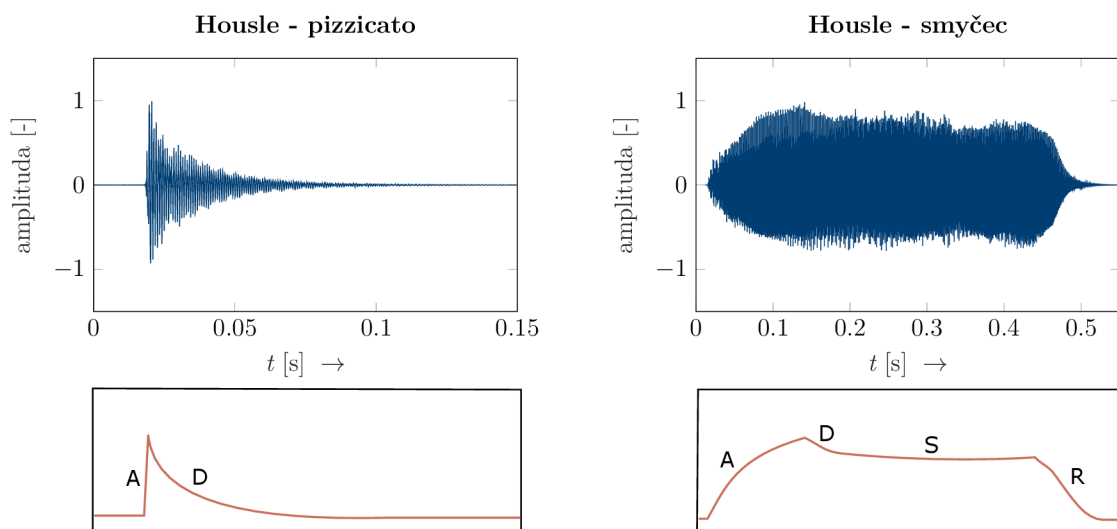 Housle - pizzicato
amplituda [-]
1
0
−1
0
0.05
0.1
0.15
t [s] →
A
D
Housle - smyčec
amplituda [-]
1
0
−1
0
0.1
0.2
0.3
0.4
0.5
t [s] →
A
D
S
R